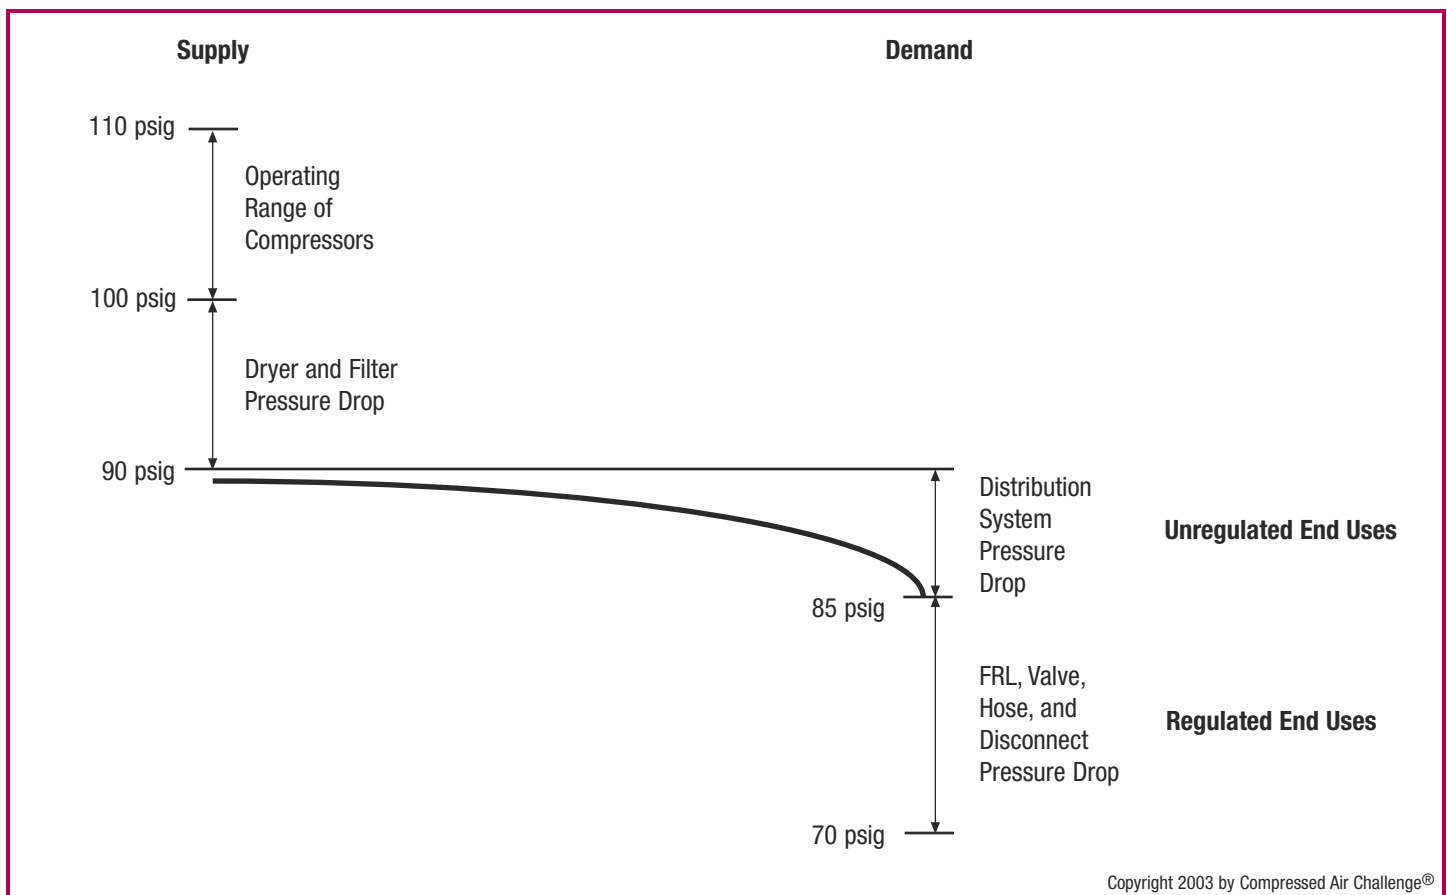 Supply
Demand
110 psig
Operating
Range of
Compressors
100 psig
Dryer and Filter
Pressure Drop
90 psig
Distribution
System
Pressure
Drop
Unregulated End Uses
85 psig
FRL, Valve,
Hose, and
Disconnect
Pressure Drop
Regulated End Uses
70 psig
Copyright 2003 by Compressed Air Challenge®